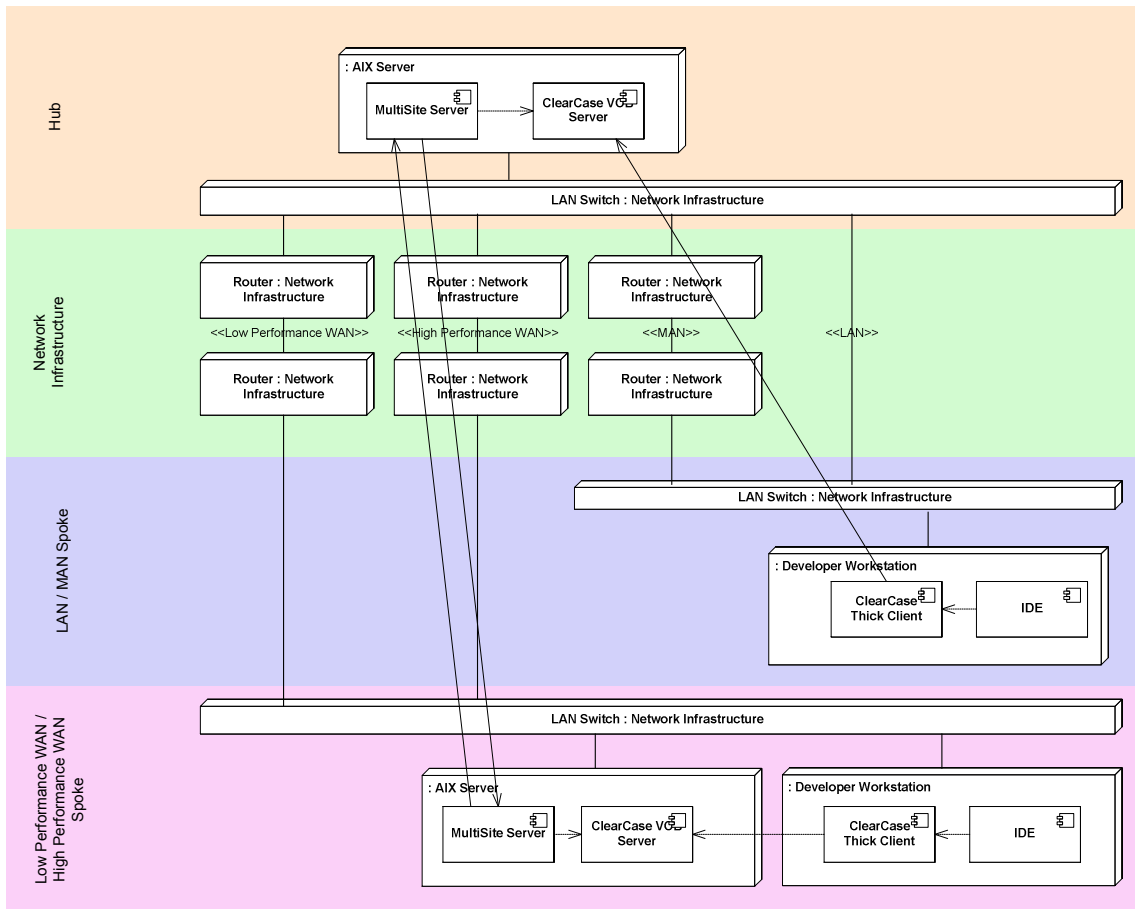 Hub
: AIX Server
MultiSite Server
ClearCase VOB
Server
LAN Switch : Network Infrastructure
Network
Infrastructure
Router : Network
Infrastructure
Router : Network
Infrastructure
Router : Network
Infrastructure
<<Low Performance WAN>>
<<High Performance WAN>>
<<MAN>>
<<LAN>>
Router : Network
Infrastructure
Router : Network
Infrastructure
Router : Network
Infrastructure
LAN / MAN Spoke
LAN Switch : Network Infrastructure
: Developer Workstation
ClearCase
Thick Client
IDE
Low Performance WAN /
High Performance WAN
Spoke
LAN Switch : Network Infrastructure
: AIX Server
MultiSite Server
ClearCase VOB
Server
: Developer Workstation
ClearCase
Thick Client
IDE